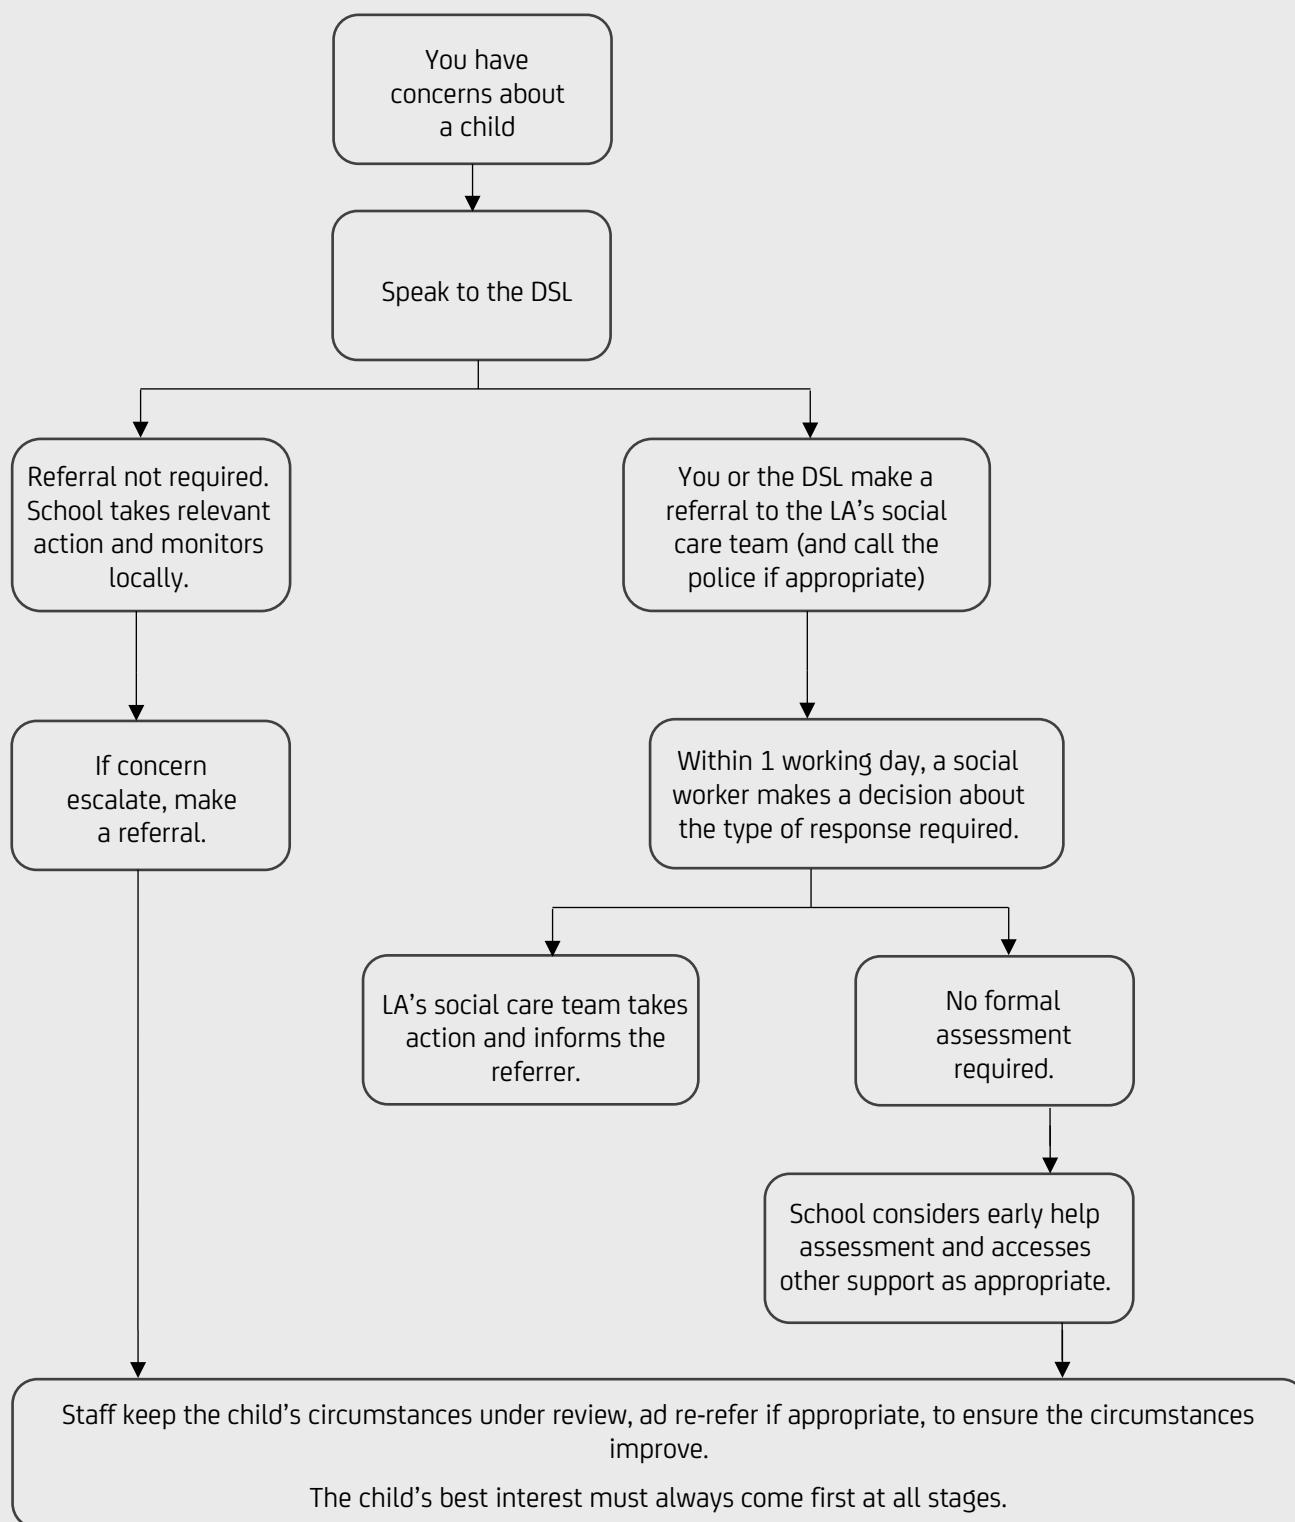 You have
concerns about
a child
Speak to the DSL
Referral not required.
School takes relevant
action and monitors
locally.
You or the DSL make a
referral to the LA’s social
care team (and call the
police if appropriate)
If concern
escalate, make
a referral.
Within 1 working day, a social
worker makes a decision about
the type of response required.
LA’s social care team takes
action and informs the
referrer.
No formal
assessment
required.
School considers early help
assessment and accesses
other support as appropriate.
Staff keep the child’s circumstances under review, ad re-refer if appropriate, to ensure the circumstances
improve.
The child’s best interest must always come first at all stages.